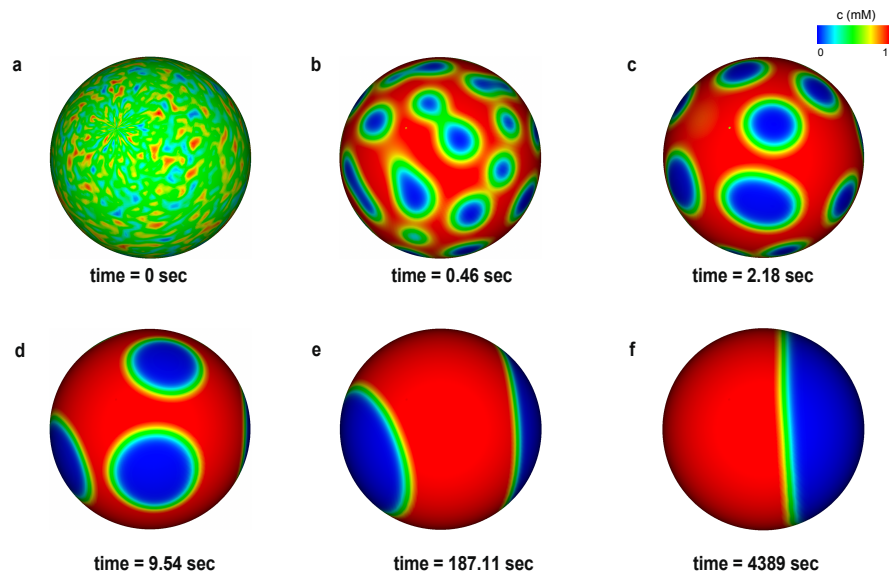 c (mM)
0 1
a b c
time = 0 sec time = 0.46 sec time = 2.18 sec
d e f
time = 9.54 sec time = 187.11 sec time = 4389 sec